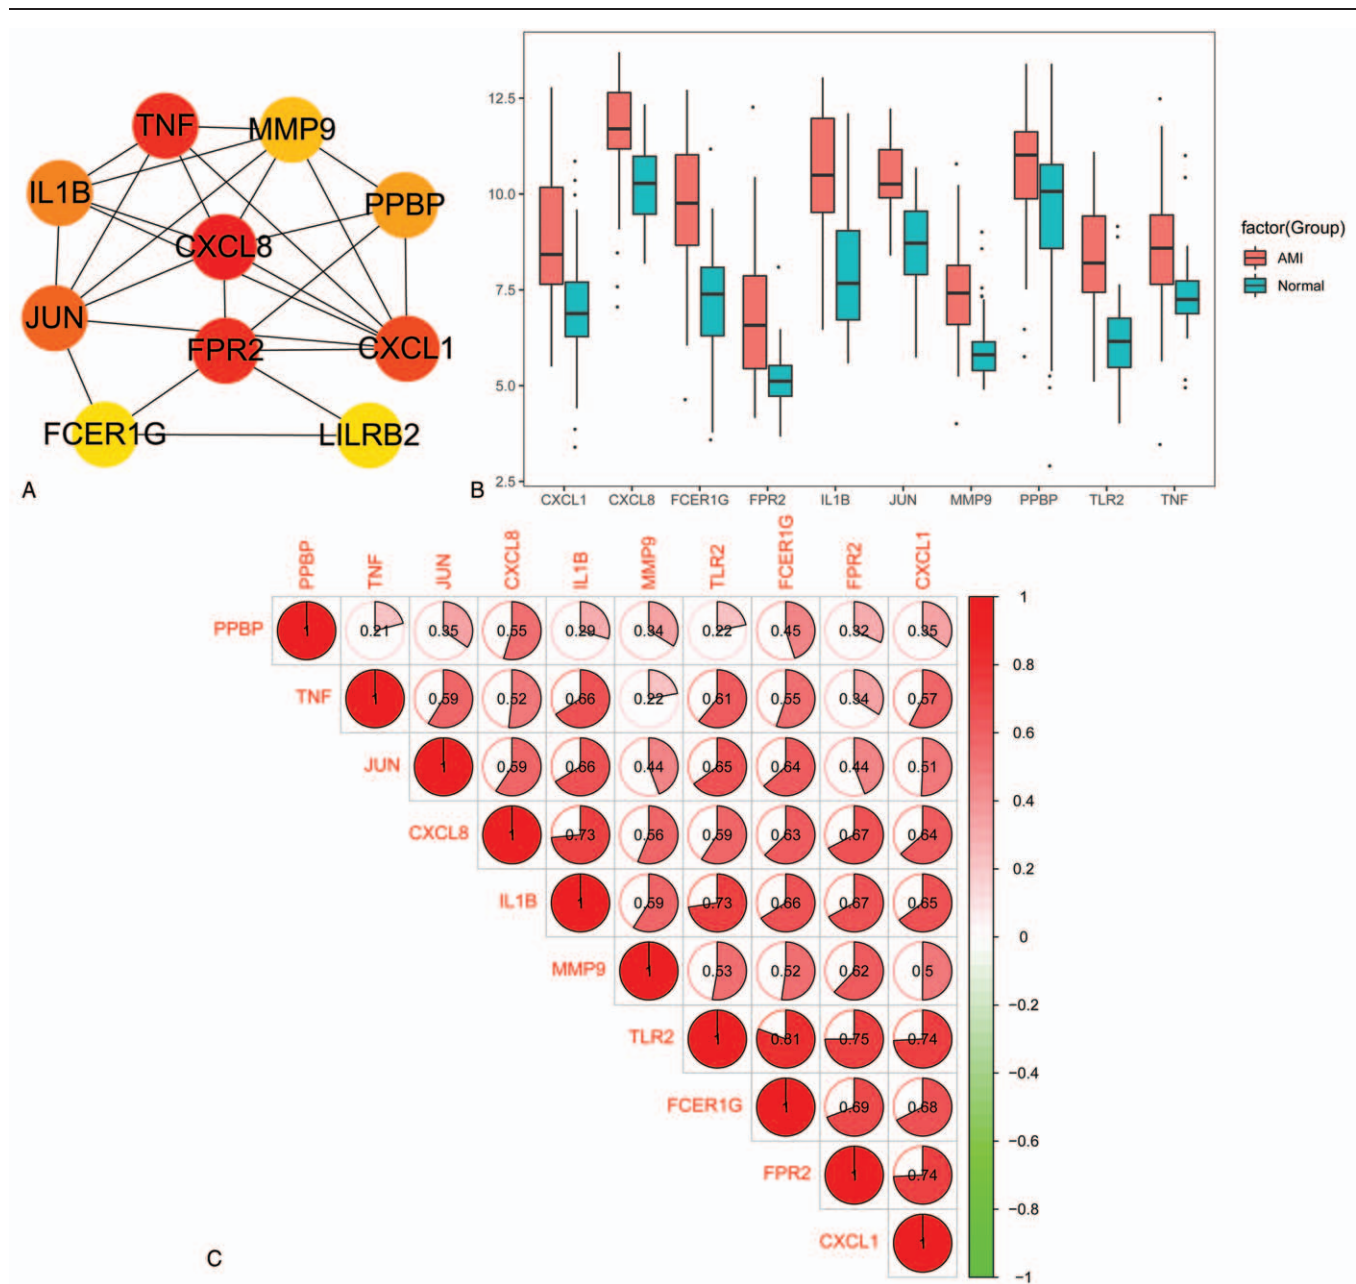 TNF
MMP9
IL1B
PPBP
CXCL8
JUN
FPR2
CXCL1
FCER1G
LILRB2
A
12.5
10.0
7.5
5.0
2.5
CXCL1 CXCL8 FCER1G FPR2 IL1B JUN MMP9 PPBP TLR2 TNF
factor(Group)
AMI
Normal
B
PPBP TNF JUN CXCL8 IL1B MMP9 TLR2 FCER1G FPR2 CXCL1
PPBP 1 0.21 0.35 0.55 0.29 0.34 0.22 0.45 0.32 0.35
TNF 1 0.59 0.52 0.66 0.22 0.61 0.55 0.34 0.57
JUN 1 0.59 0.66 0.44 0.65 0.64 0.44 0.51
CXCL8 1 0.73 0.56 0.59 0.63 0.67 0.64
IL1B 1 0.59 0.73 0.66 0.67 0.65
MMP9 1 0.53 0.52 0.62 0.5
TLR2 1 0.81 0.75 0.74
FCER1G 1 0.69 0.68
FPR2 1 0.74
CXCL1 1
1
0.8
0.6
0.4
0.2
0
−0.2
−0.4
−0.6
−0.8
−1
C